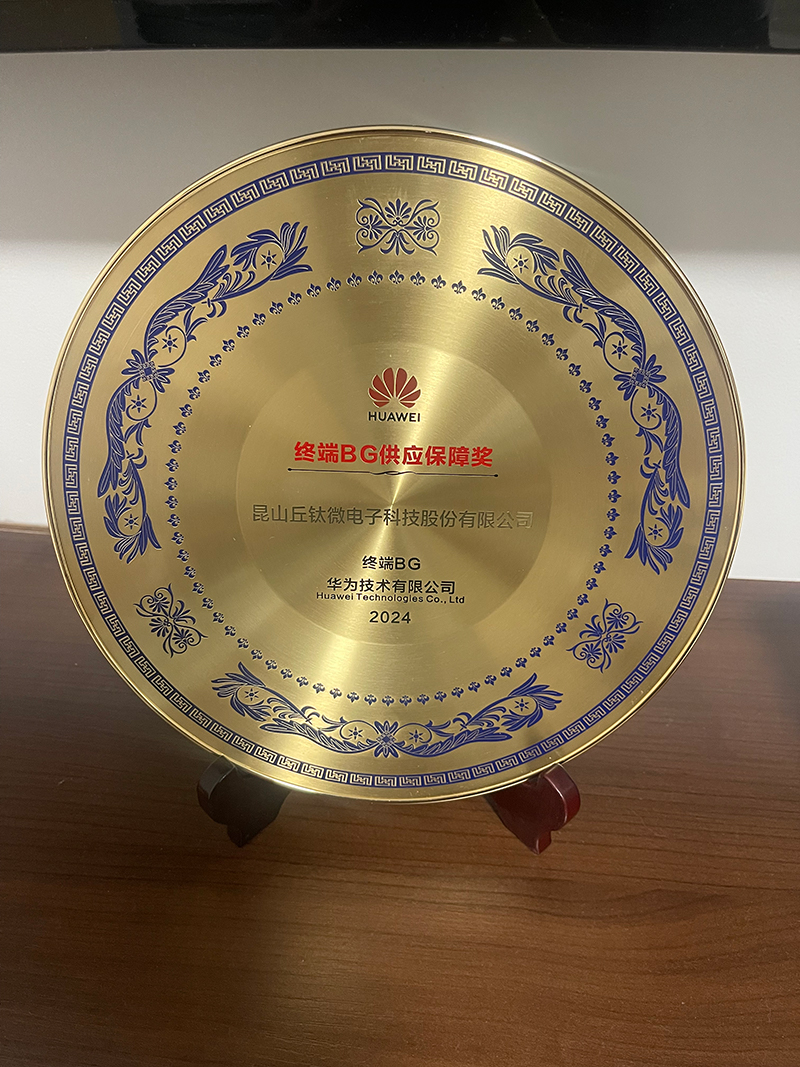 HUAWEI
终端BG供应保障奖
昆山丘钛微电子科技股份有限公司
终端BG
华为技术有限公司
Huawei Technologies Co., Ltd
2024